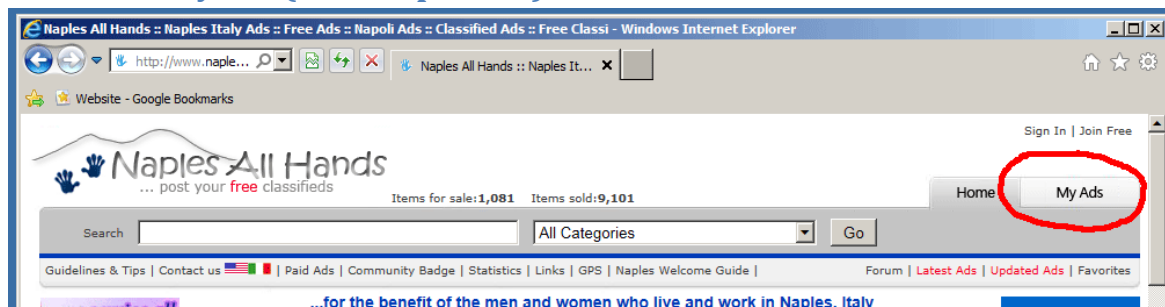 Naples All Hands :: Naples Italy Ads :: Free Ads :: Napoli Ads :: Classified Ads :: Free Classi - Windows Internet Explorer
http://www.naple...
Naples All Hands :: Naples It...
Website - Google Bookmarks
Sign In | Join Free
Naples All Hands
... post your free classifieds
Items for sale:1,081 Items sold:9,101
Home My Ads
Search All Categories Go
Guidelines & Tips | Contact us | Paid Ads | Community Badge | Statistics | Links | GPS | Naples Welcome Guide | Forum | Latest Ads | Updated Ads | Favorites
...for the benefit of the men and women who live and work in Naples, Italy